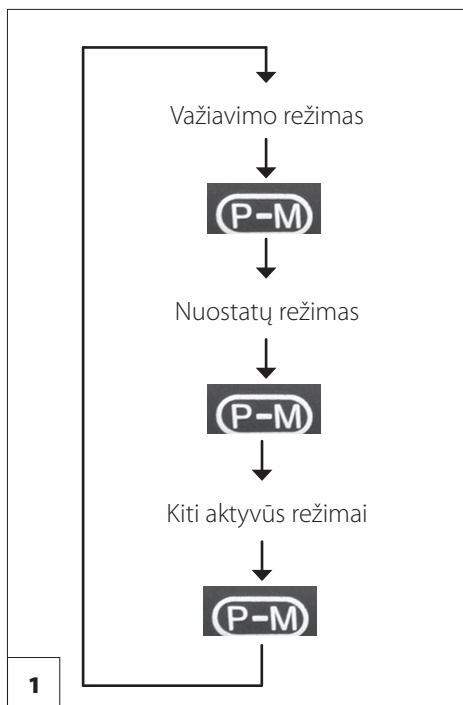 Važiavimo režimas
P-M
Nuostatų režimas
P-M
Kiti aktyvūs režimai
P-M
1